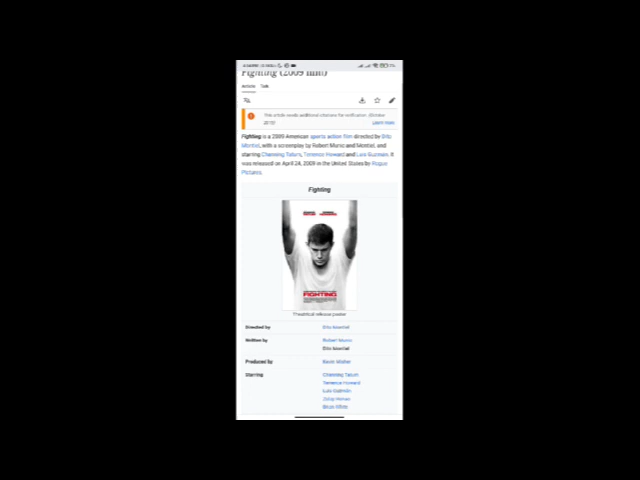 Fighting (2009 film)
Article Talk
This article needs additional citations for verification. (October
2015) Learn more
Fighting is a 2009 American sports action film directed by Dito
Montiel, with a screenplay by Robert Munic and Montiel, and
starring Channing Tatum, Terrence Howard and Luis Guzmán. It
was released on April 24, 2009 in the United States by Rogue
Pictures.
Fighting
FIGHTING
Theatrical release poster
Directed by Dito Montiel
Written by Robert Munic
Dito Montiel
Produced by Kevin Misher
Starring Channing Tatum
Terrence Howard
Luis Guzmán
Zulay Henao
Brian White